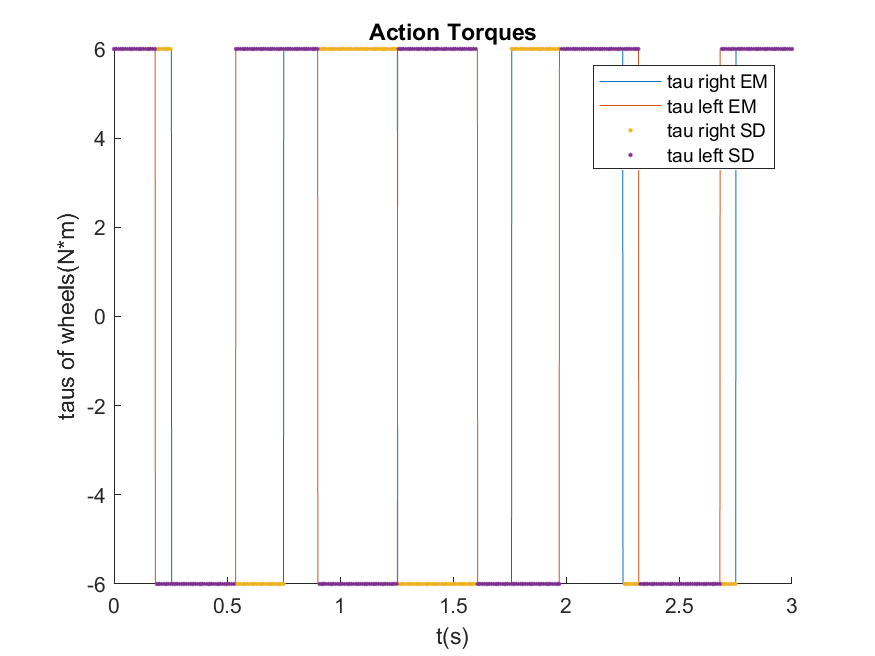 Action Torques
6
4
2
0
-2
-4
-6
taus of wheels(N*m)
tau right EM
tau left EM
tau right SD
tau left SD
0 0.5 1 1.5 2 2.5 3
t(s)